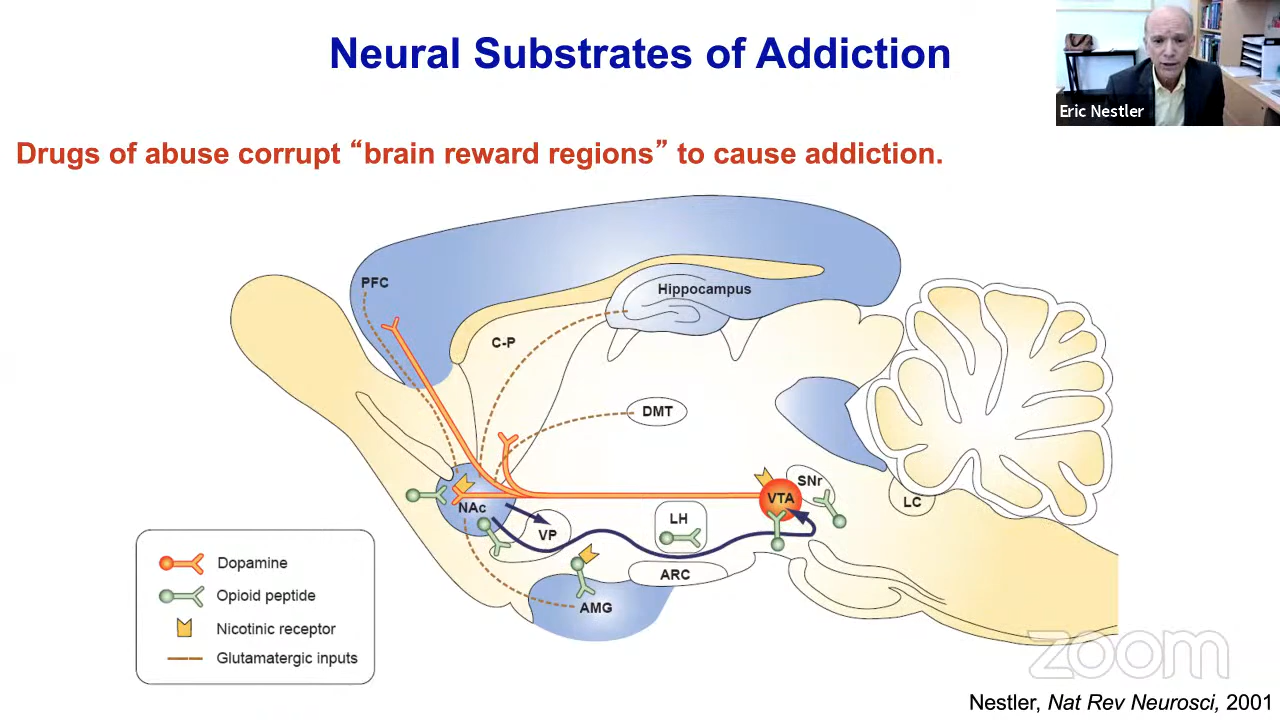 Neural Substrates of Addiction
Eric Nestler
Drugs of abuse corrupt “brain reward regions” to cause addiction.
PFC
Hippocampus
C-P
DMT
NAc
VP
LH
VTA
SNr
LC
ARC
AMG
Dopamine
Opioid peptide
Nicotinic receptor
Glutamatergic inputs
zoom
Nestler, Nat Rev Neurosci, 2001